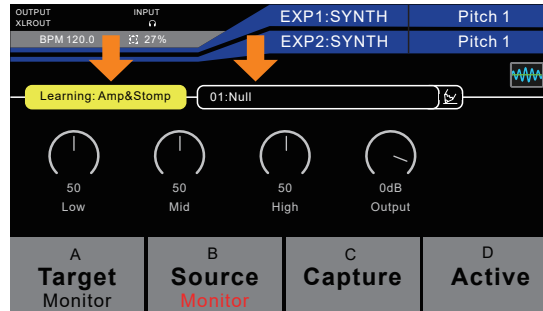 OUTPUT INPUT EXP1:SYNTH Pitch 1
XLROUT
BPM 120.0 27% EXP2:SYNTH Pitch 1
Learning: Amp&Stomp 01:Null
50 50 50 0dB
Low Mid High Output
A B C D
Target Source Capture Active
Monitor Monitor